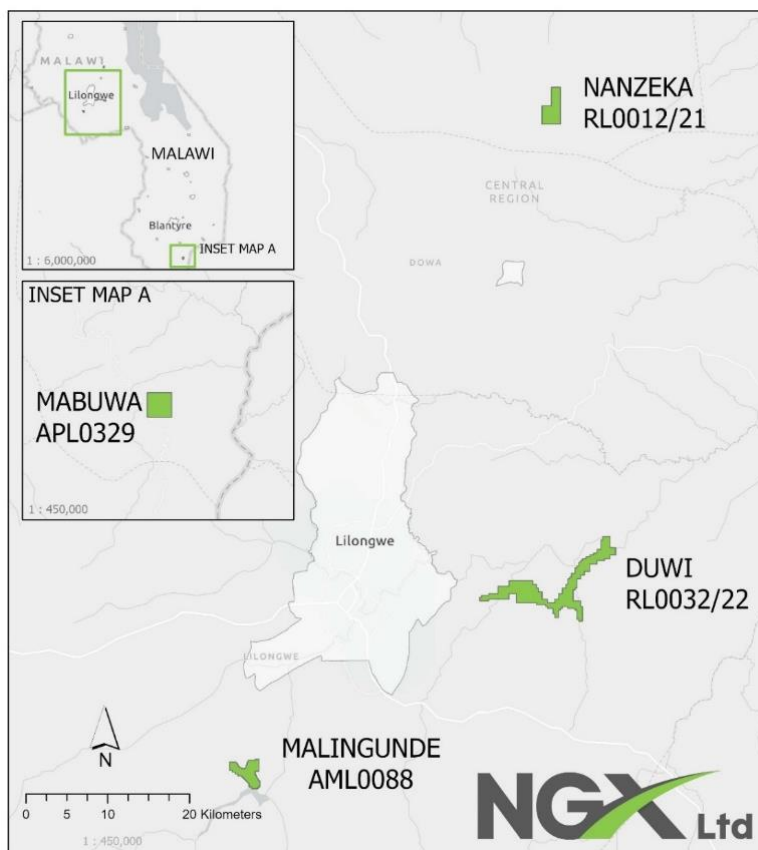 MALAWI
Lilongwe
MALAWI
Blantyre
INSET MAP A
1 : 6,000,000
INSET MAP A
MABUWA
APL0329
1 : 450,000
NANZEKA
RL0012/21
CENTRAL
REGION
DOWA
Lilongwe
DUWI
RL0032/22
LILONGWE
MALINGUNDE
AML0088
N
0 5 10 20 Kilometers
1 : 450,000
NGX Ltd